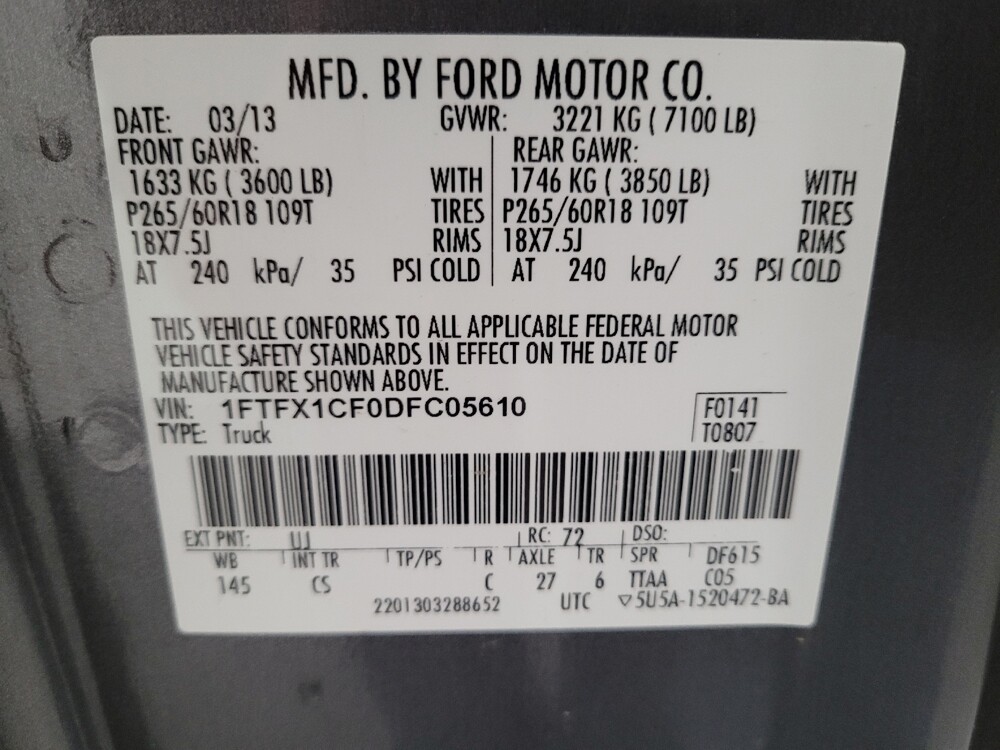 MFD. BY FORD MOTOR CO.
DATE: 03/13 GVWR: 3221 KG ( 7100 LB)
FRONT GAWR: REAR GAWR:
1633 KG ( 3600 LB) WITH 1746 KG ( 3850 LB) WITH
P265/60R18 109T TIRES P265/60R18 109T TIRES
18X7.5J RIMS 18X7.5J RIMS
AT 240 kPa/ 35 PSI COLD AT 240 kPa/ 35 PSI COLD
THIS VEHICLE CONFORMS TO ALL APPLICABLE FEDERAL MOTOR
VEHICLE SAFETY STANDARDS IN EFFECT ON THE DATE OF
MANUFACTURE SHOWN ABOVE.
VIN: 1FTFX1CF0DFC05610 F0141
TYPE: Truck T0807
EXT PNT: UJ RC: 72 DSO:
WB INT TR TP/PS R AXLE TR SPR DF615
145 CS C 27 6 TTAA C05
2201303288652 UTC ▽5U5A-1520472-BA